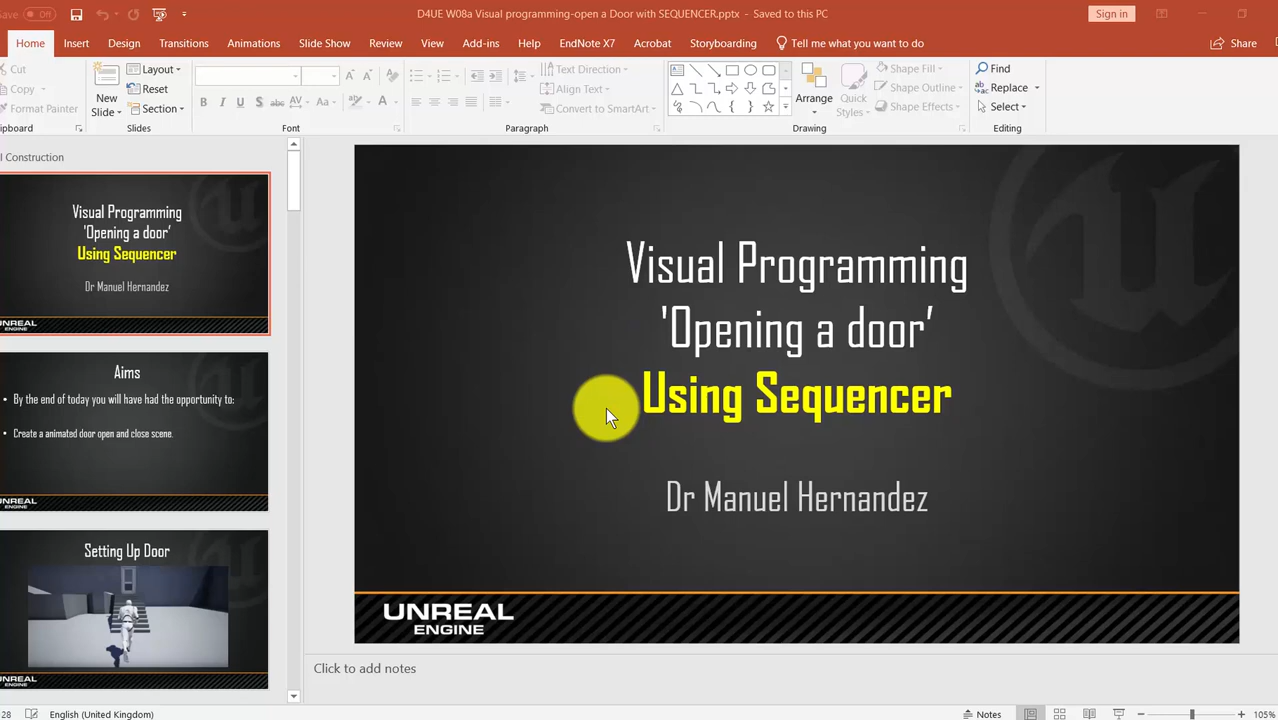 Save
Off
D4UE W08a Visual programming-open a Door with SEQUENCER.pptx - Saved to this PC
Sign in
Home Insert Design Transitions Animations Slide Show Review View Add-ins Help EndNote X7 Acrobat Storyboarding Tell me what you want to do Share
Cut
Copy
Format Painter
New
Slide
Layout
Reset
Section
Text Direction
Align Text
Convert to SmartArt
Arrange
Quick
Styles
Shape Fill
Shape Outline
Shape Effects
Find
Replace
Select
Slides Font Paragraph Drawing Editing
Construction
Visual Programming
'Opening a door'
Using Sequencer
Dr Manuel Hernandez
UNREAL
ENGINE
Aims
• By the end of today you will have had the opportunity to:
• Create a animated door open and close scene.
UNREAL
ENGINE
Setting Up Door
UNREAL
ENGINE
Visual Programming
'Opening a door'
Using Sequencer
Dr Manuel Hernandez
UNREAL
ENGINE
Click to add notes
28
English (United Kingdom)
Notes
105%